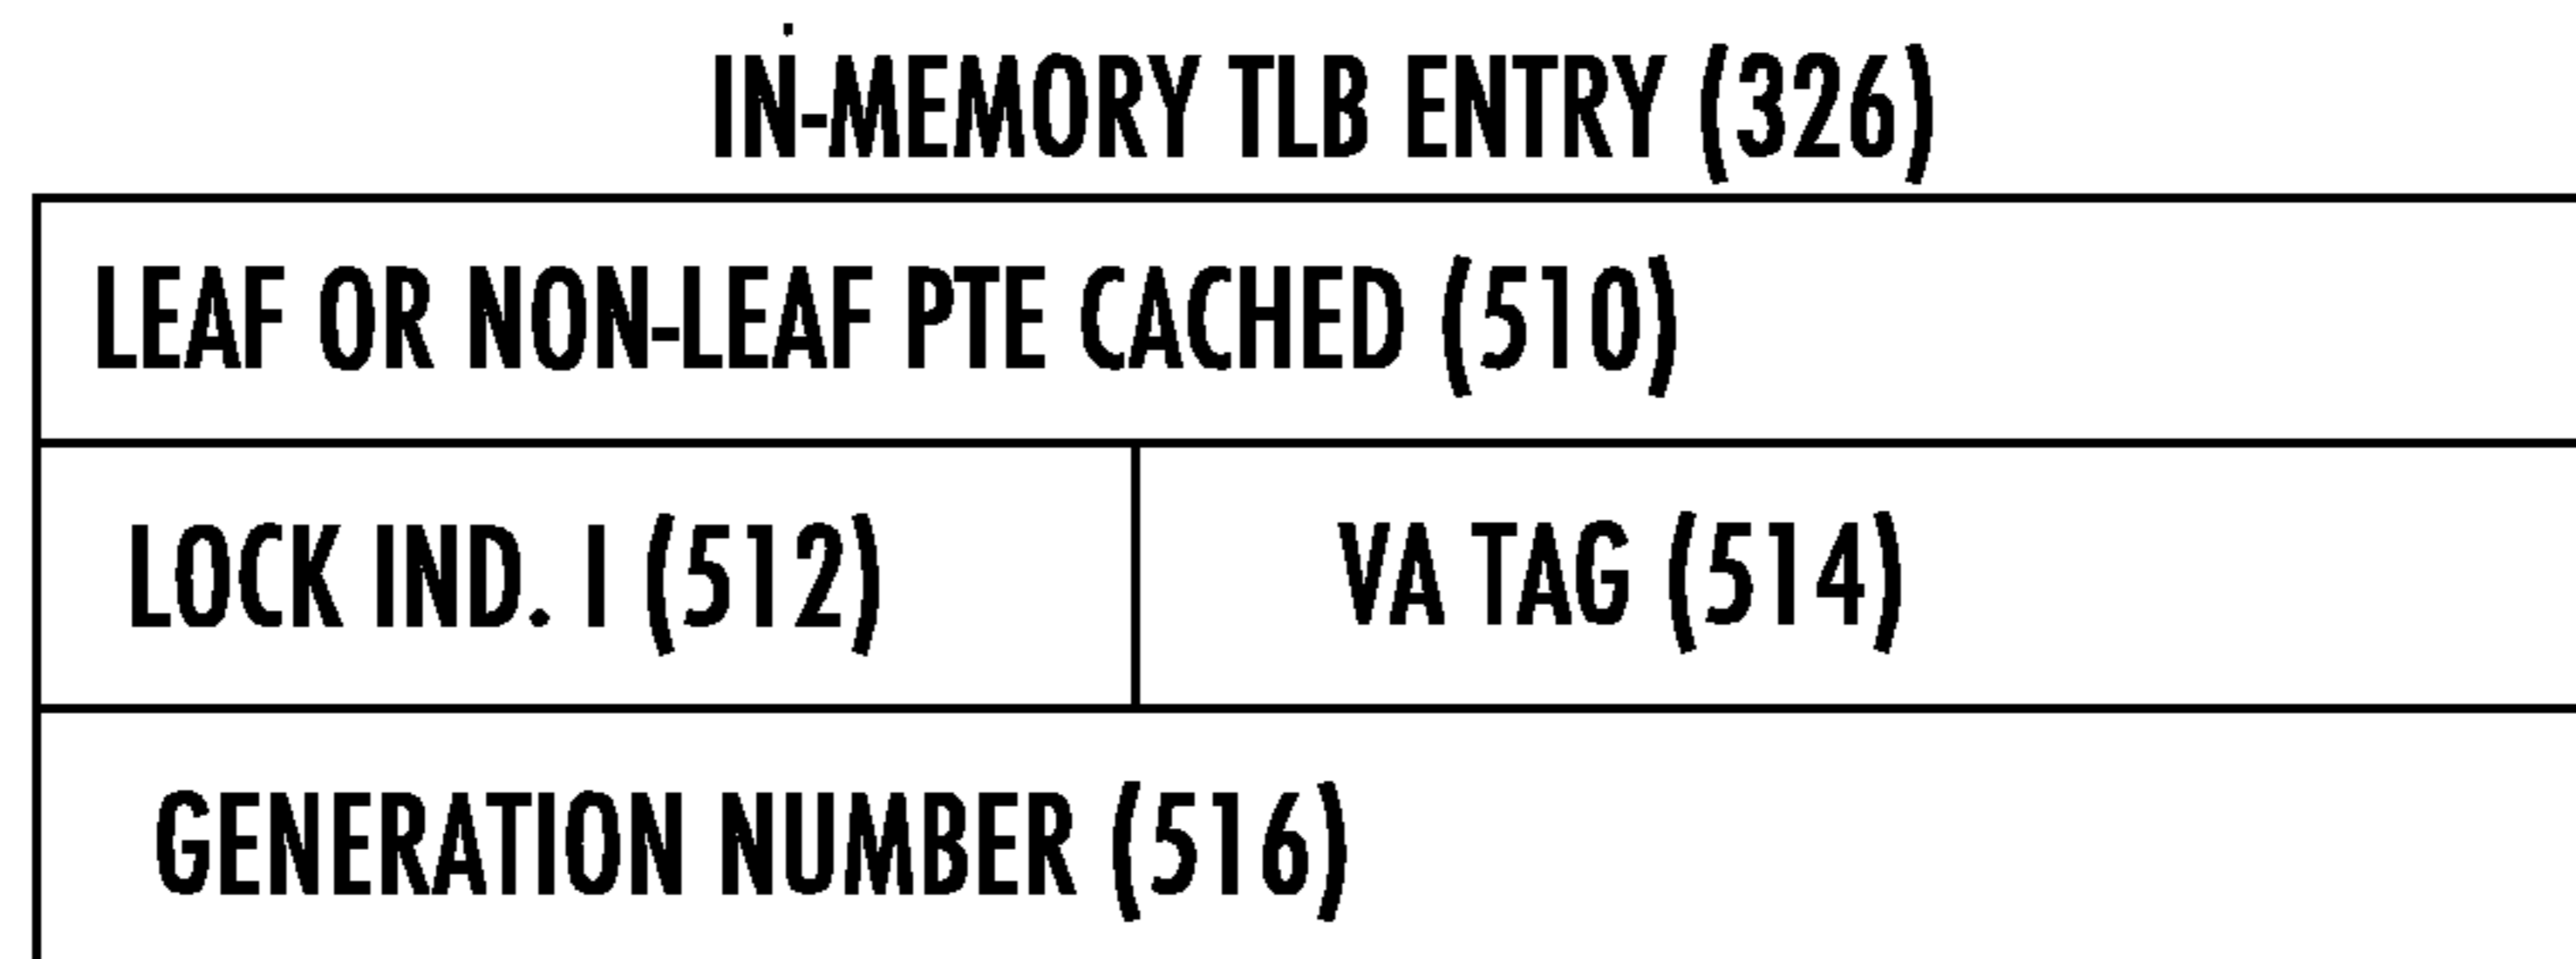 IN-MEMORY TLB ENTRY (326)
LEAF OR NON-LEAF PTE CACHED (510)
LOCK IND. I (512)
VA TAG (514)
GENERATION NUMBER (516)